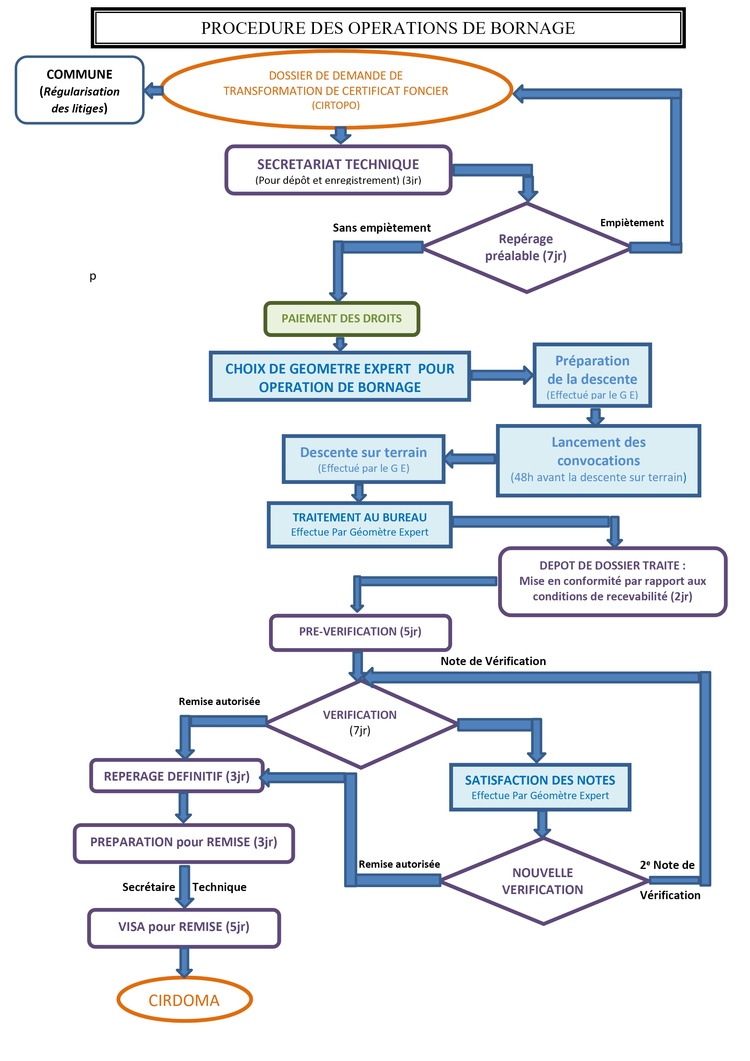 PROCEDURE DES OPERATIONS DE BORNAGE
COMMUNE
(Régularisation
des litiges)
DOSSIER DE DEMANDE DE
TRANSFORMATION DE CERTIFICAT FONCIER
(CIRTOPO)
SECRETARIAT TECHNIQUE
(Pour dépôt et enregistrement) (3jr)
Sans empiètement
Empiètement
Repérage
préalable (7jr)
p
PAIEMENT DES DROITS
CHOIX DE GEOMETRE EXPERT POUR
OPERATION DE BORNAGE
Préparation
de la descente
(Effectué par le G E)
Lancement des
convocations
(48h avant la descente sur terrain)
Descente sur terrain
(Effectué par le G E)
TRAITEMENT AU BUREAU
Effectue Par Géomètre Expert
DEPOT DE DOSSIER TRAITE :
Mise en conformité par rapport aux
conditions de recevabilité (2jr)
PRE-VERIFICATION (5jr)
Note de Vérification
Remise autorisée
VERIFICATION
(7jr)
REPERAGE DEFINITIF (3jr)
SATISFACTION DES NOTES
Effectue Par Géomètre Expert
PREPARATION pour REMISE (3jr)
Remise autorisée
NOUVELLE
VERIFICATION
2e Note de
Vérification
Secrétaire Technique
VISA pour REMISE (5jr)
CIRDOMA